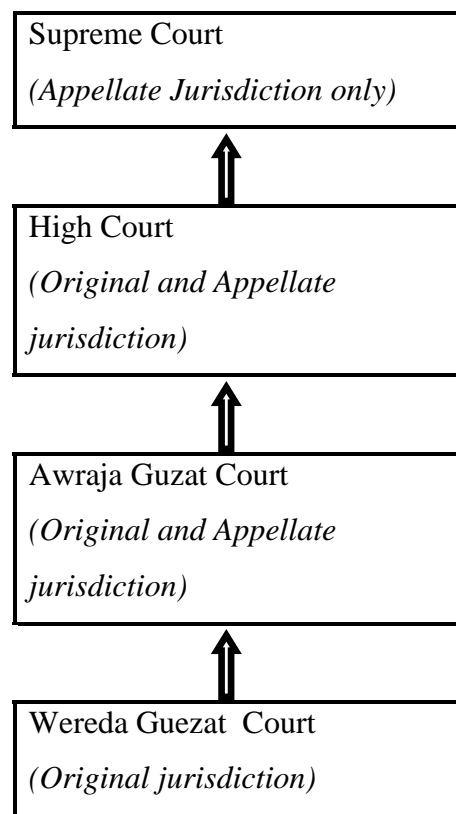 Supreme Court
(Appellate Jurisdiction only)
High Court
(Original and Appellate
jurisdiction)
Awraja Guzat Court
(Original and Appellate
jurisdiction)
Wereda Guezat Court
(Original jurisdiction)